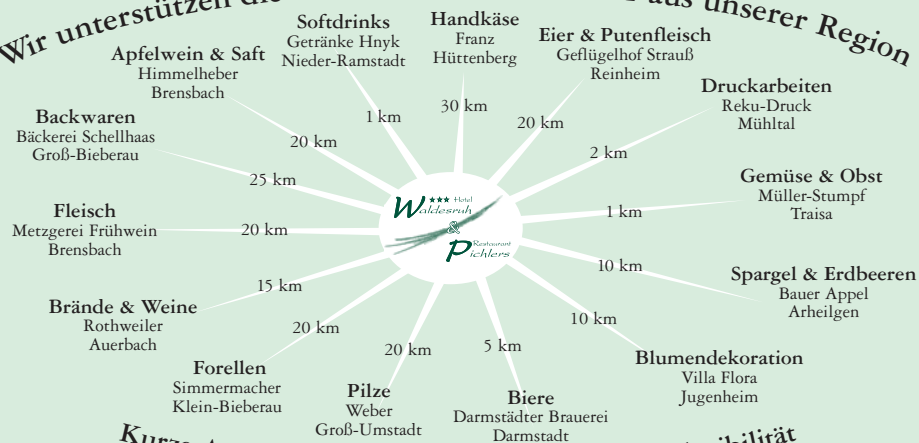 Wir unterstützen
aus unserer Region
Softdrinks
Getränke Hnyk
Nieder-Ramstadt
1 km
Handkäse
Franz
Hüttenberg
30 km
Eier & Putenfleisch
Geflügelhof Strauß
Reinheim
20 km
Druckarbeiten
Reku-Druck
Mühltal
2 km
Gemüse & Obst
Müller-Stumpf
Traisa
1 km
Spargel & Erdbeeren
Bauer Appel
Arheilgen
10 km
Blumendekoration
Villa Flora
Jugenheim
10 km
Biere
Darmstädter Brauerei
Darmstadt
5 km
Pilze
Weber
Groß-Umstadt
20 km
Forellen
Simmermacher
Klein-Bieberau
20 km
Brände & Weine
Rothweiler
Auerbach
15 km
Fleisch
Metzgerei Frühwein
Brensbach
20 km
Backwaren
Bäckerei Schellhaas
Groß-Bieberau
25 km
Apfelwein & Saft
Himmelheber
Brensbach
20 km
*** Hotel
Waldesruh
&
Restaurant
Pichlers